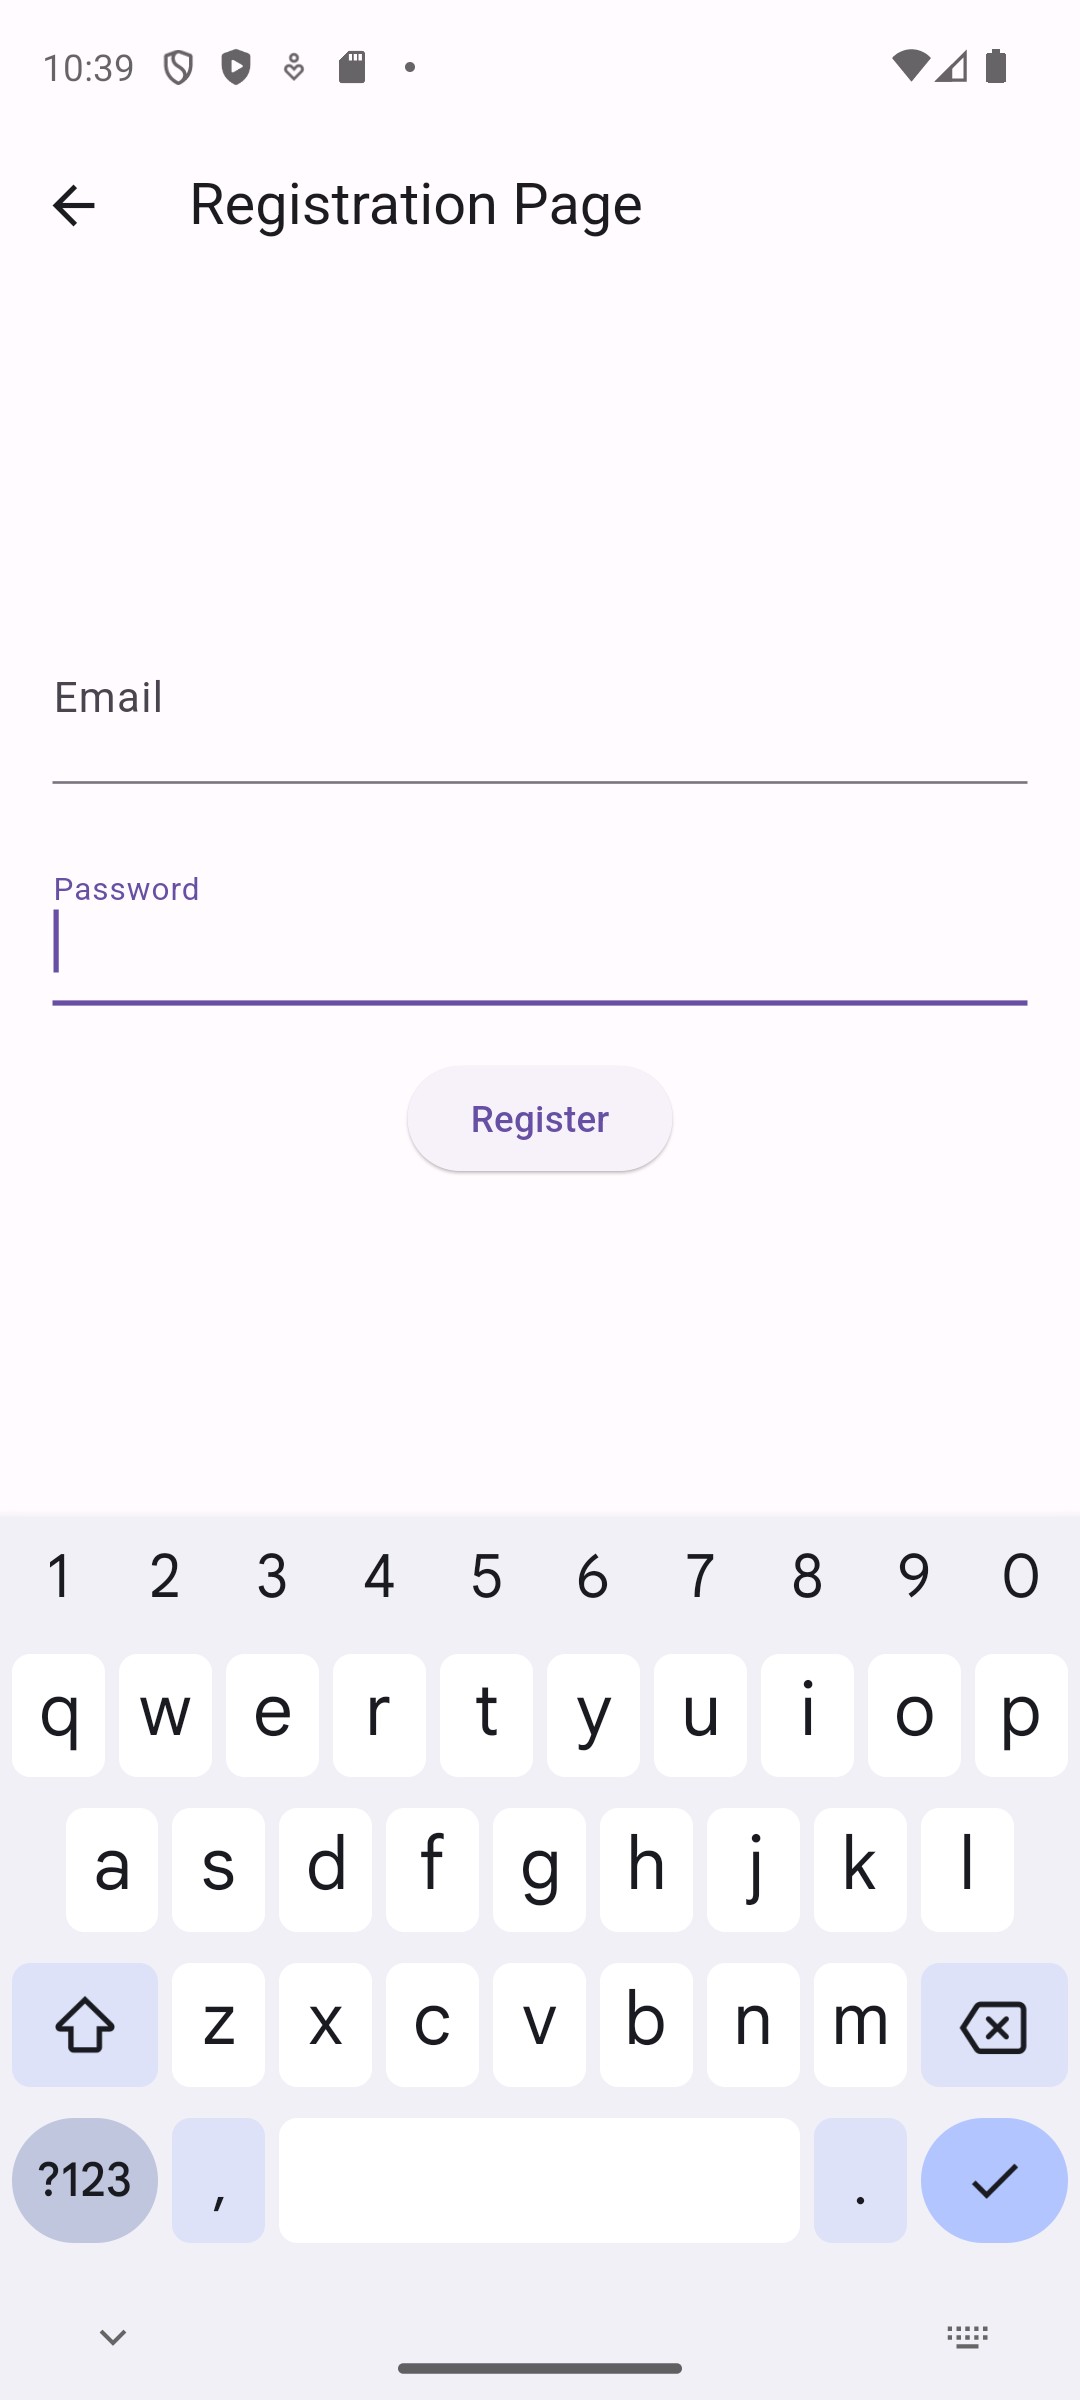 10:39
Registration Page
Email
Password
Register
1 2 3 4 5 6 7 8 9 0
q w e r t y u i o p
a s d f g h j k l
z x c v b n m
?123 , .